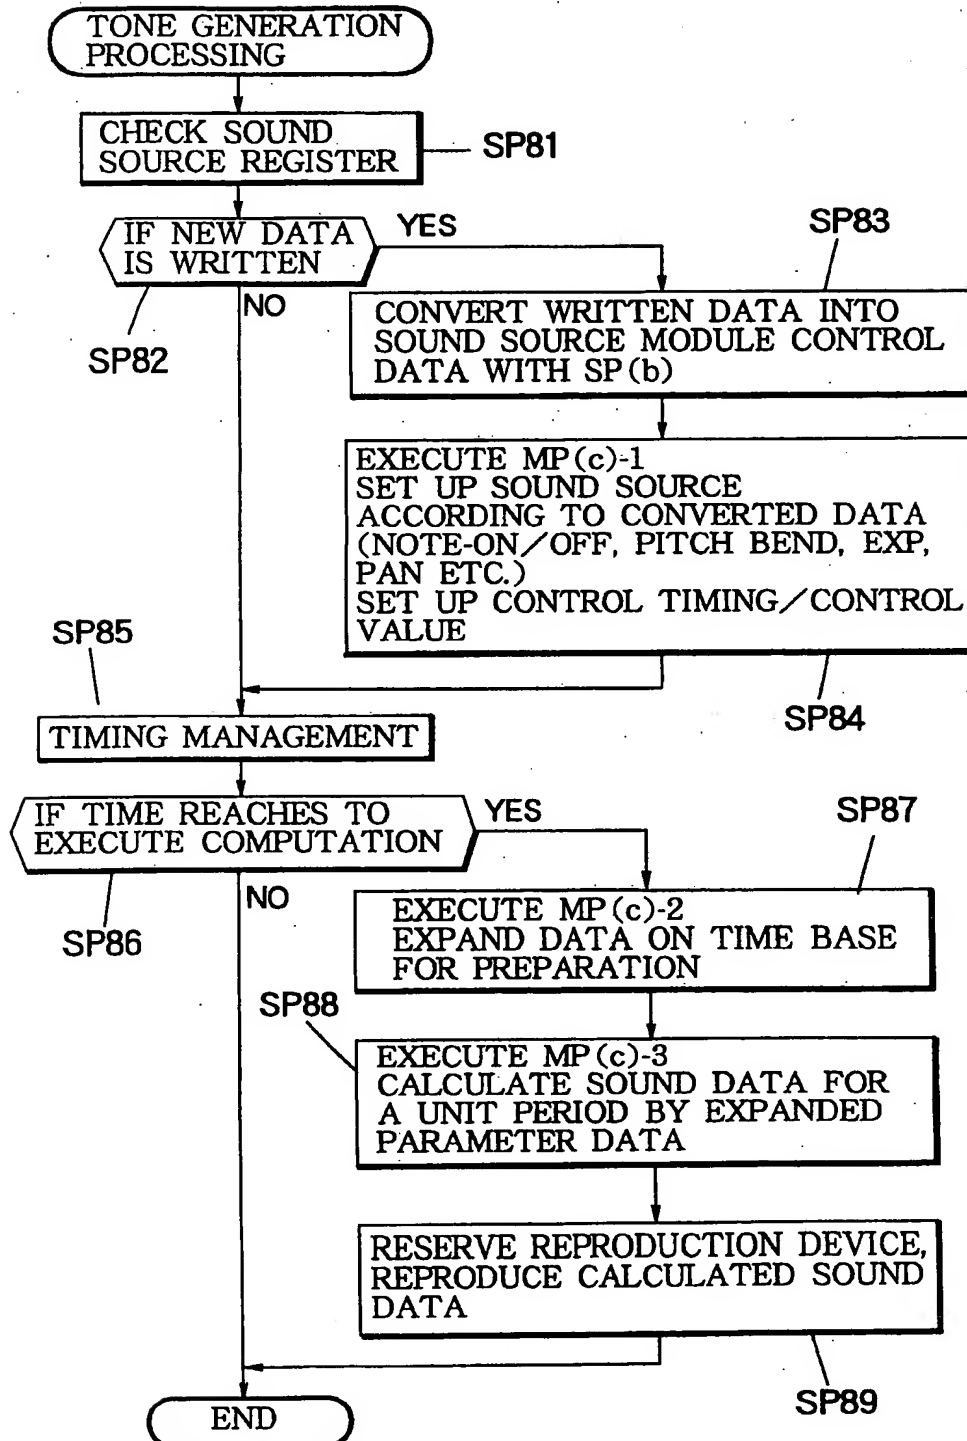 TONE GENERATION
PROCESSING
CHECK SOUND
SOURCE REGISTER
SP81
IF NEW DATA
IS WRITTEN
YES
NO
SP82
SP83
CONVERT WRITTEN DATA INTO
SOUND SOURCE MODULE CONTROL
DATA WITH SP(b)
EXECUTE MP(c)-1
SET UP SOUND SOURCE
ACCORDING TO CONVERTED DATA
(NOTE-ON/OFF, PITCH BEND, EXP,
PAN ETC.)
SET UP CONTROL TIMING/CONTROL
VALUE
SP84
SP85
TIMING MANAGEMENT
IF TIME REACHES TO
EXECUTE COMPUTATION
YES
NO
SP86
SP87
EXECUTE MP(c)-2
EXPAND DATA ON TIME BASE
FOR PREPARATION
SP88
EXECUTE MP(c)-3
CALCULATE SOUND DATA FOR
A UNIT PERIOD BY EXPANDED
PARAMETER DATA
RESERVE REPRODUCTION DEVICE,
REPRODUCE CALCULATED SOUND
DATA
SP89
END